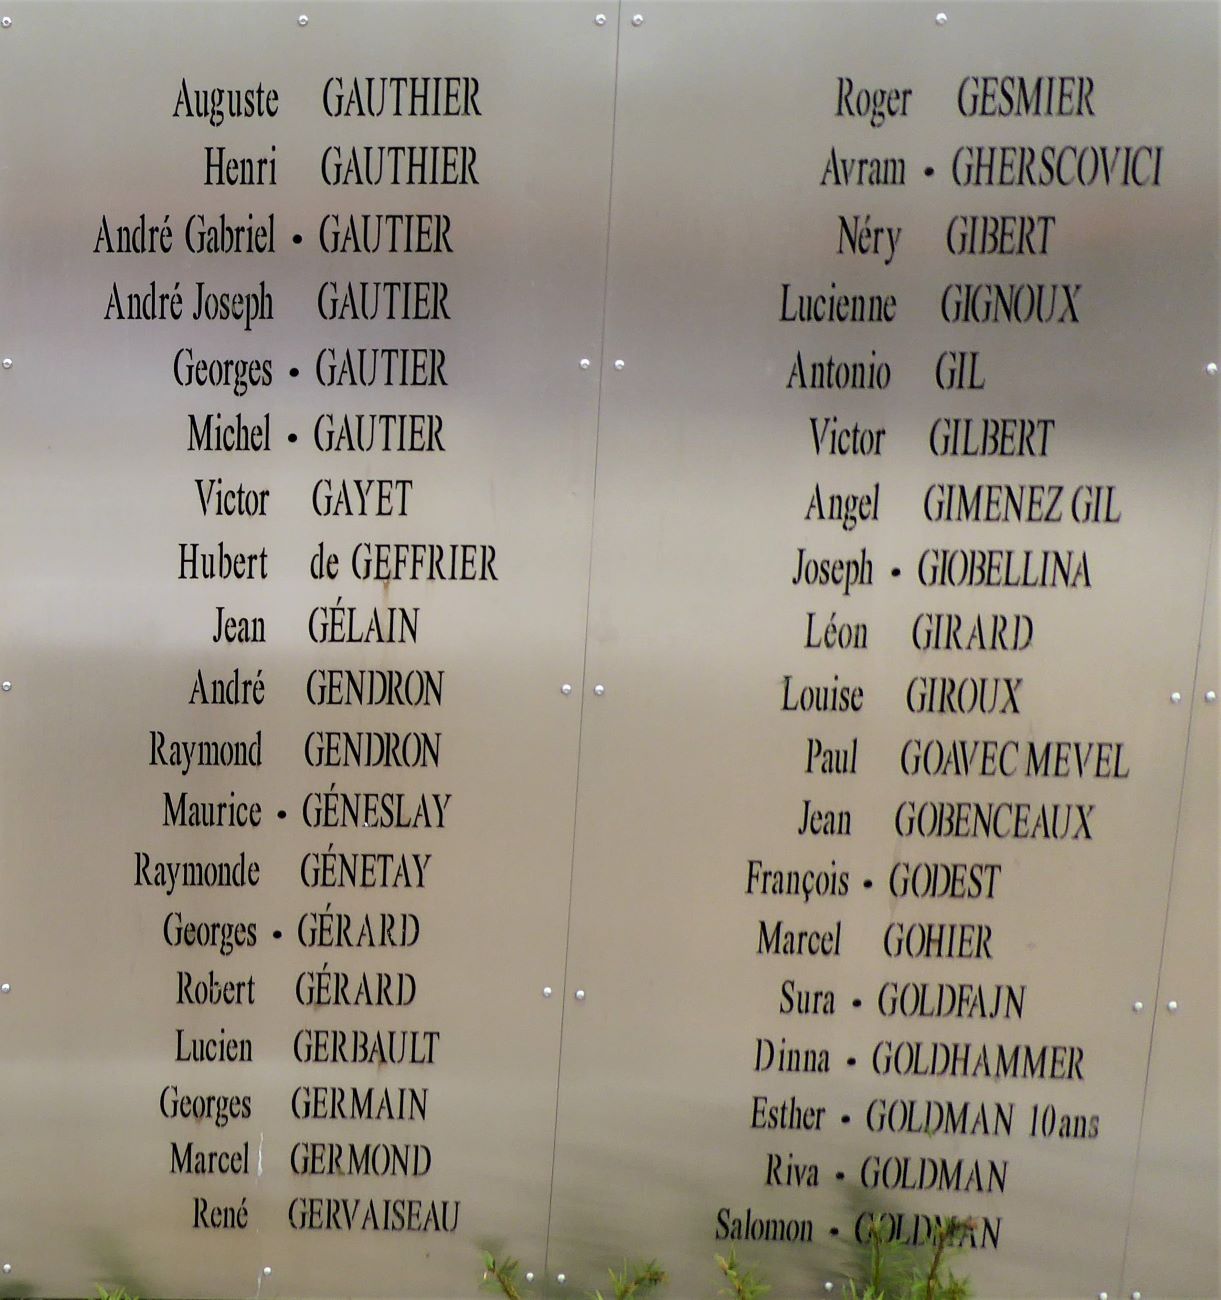 Auguste GAUTHIER
Henri GAUTHIER
André Gabriel • GAUTIER
André Joseph GAUTIER
Georges • GAUTIER
Michel • GAUTIER
Victor GAYET
Hubert de GEFFRIER
Jean GÉLAIN
André GENDRON
Raymond GENDRON
Maurice • GÉNESLAY
Raymonde GÉNETAY
Georges • GÉRARD
Robert GÉRARD
Lucien GERBAULT
Georges GERMAIN
Marcel GERMOND
René GERVAISEAU
Roger GESMIER
Avram • GHERSCOVICI
Néry GIBERT
Lucienne GIGNOUX
Antonio GIL
Victor GILBERT
Angel GIMENEZ GIL
Joseph • GIOBELLINA
Léon GIRARD
Louise GIROUX
Paul GOAVEC MEVEL
Jean GOBENCEAUX
François • GODEST
Marcel GOHIER
Sura • GOLDFAJN
Dinna • GOLDHAMMER
Esther • GOLDMAN 10 ans
Riva • GOLDMAN
Salomon • GOLDMAN